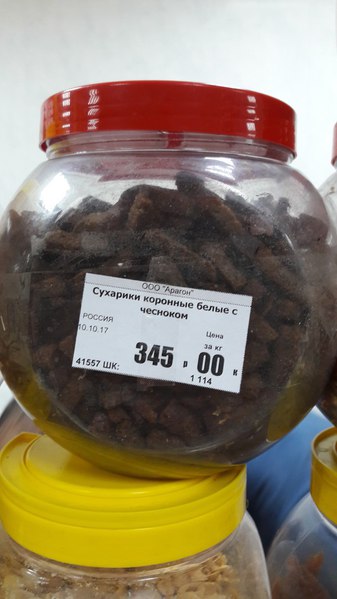 ООО "Арагон"
Сухарики коронные белые с
чесноком
РОССИЯ
10.10.17
Цена
за кг
345 р 00 к
41557 ШК:
1 114